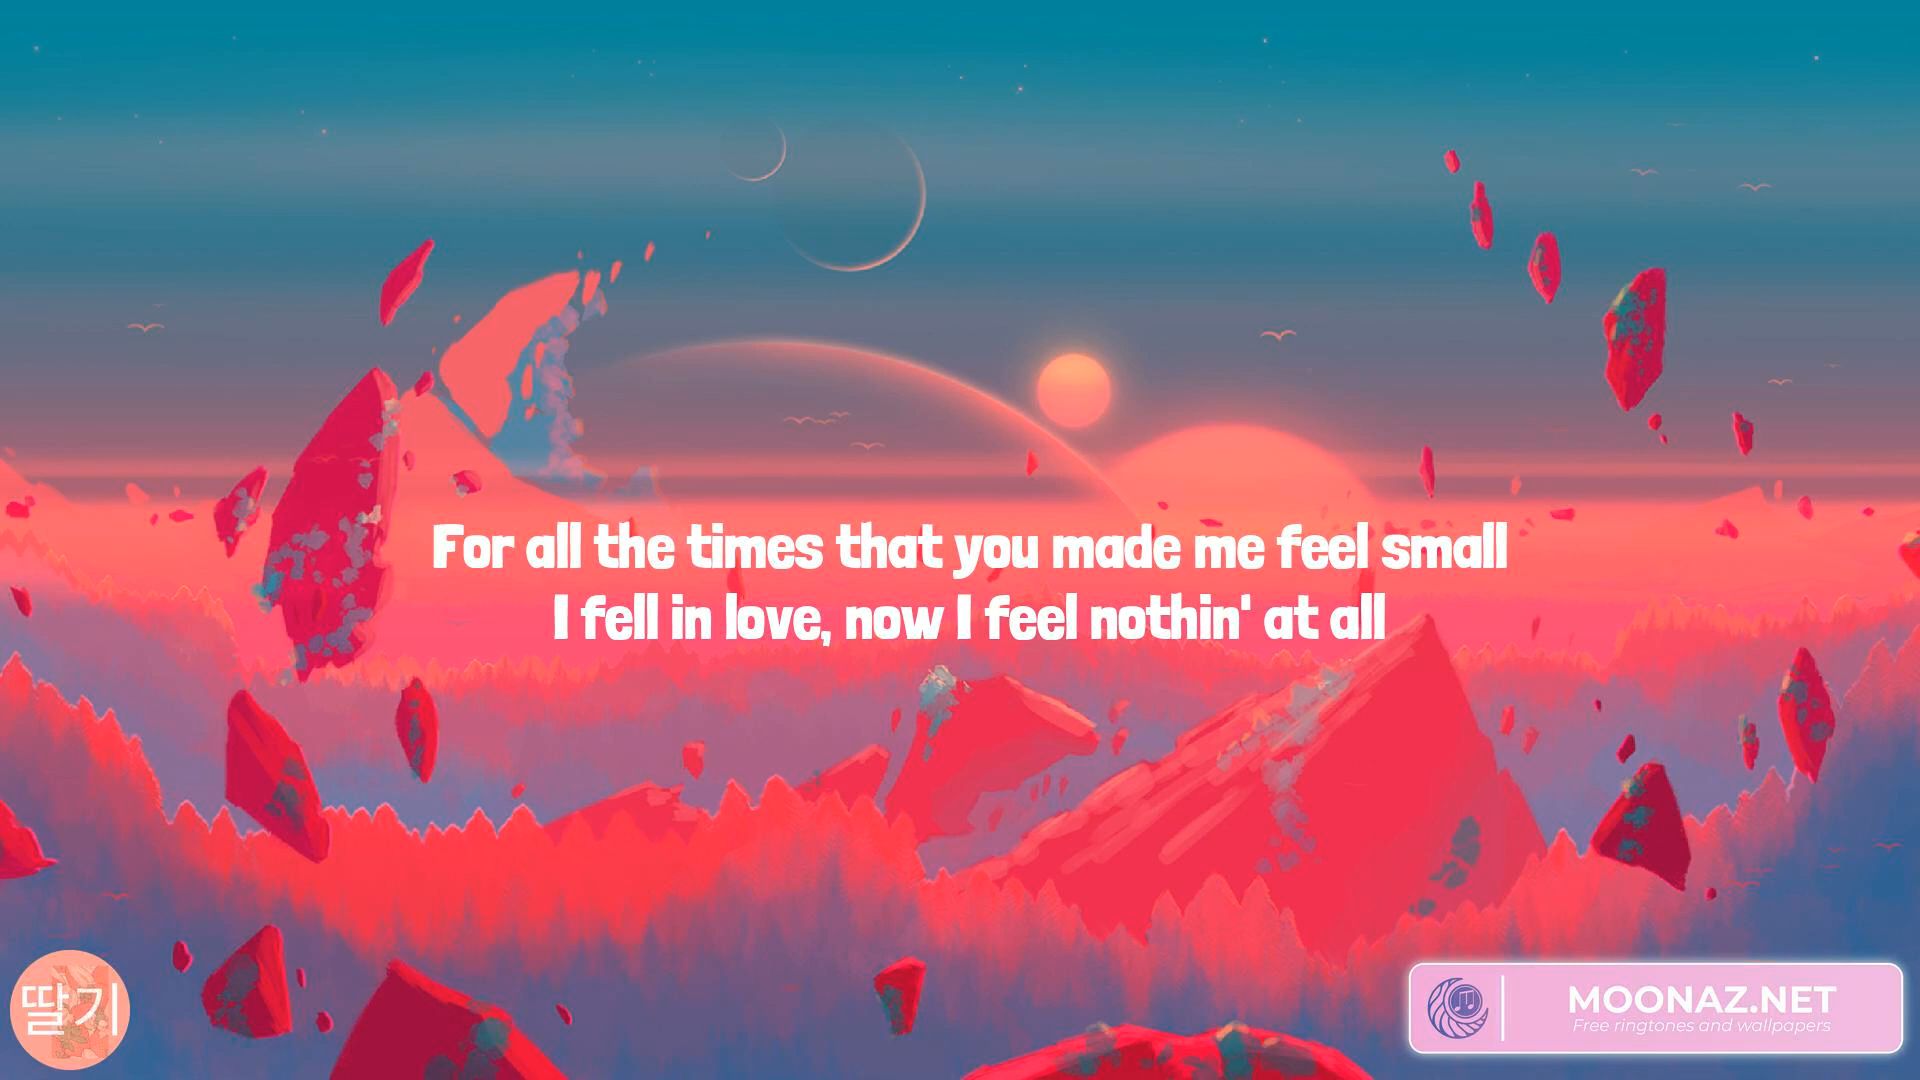 For all the times that you made me feel small
I fell in love, now I feel nothin' at all
딸기
MOONAZ.NET
Free ringtones and wallpapers